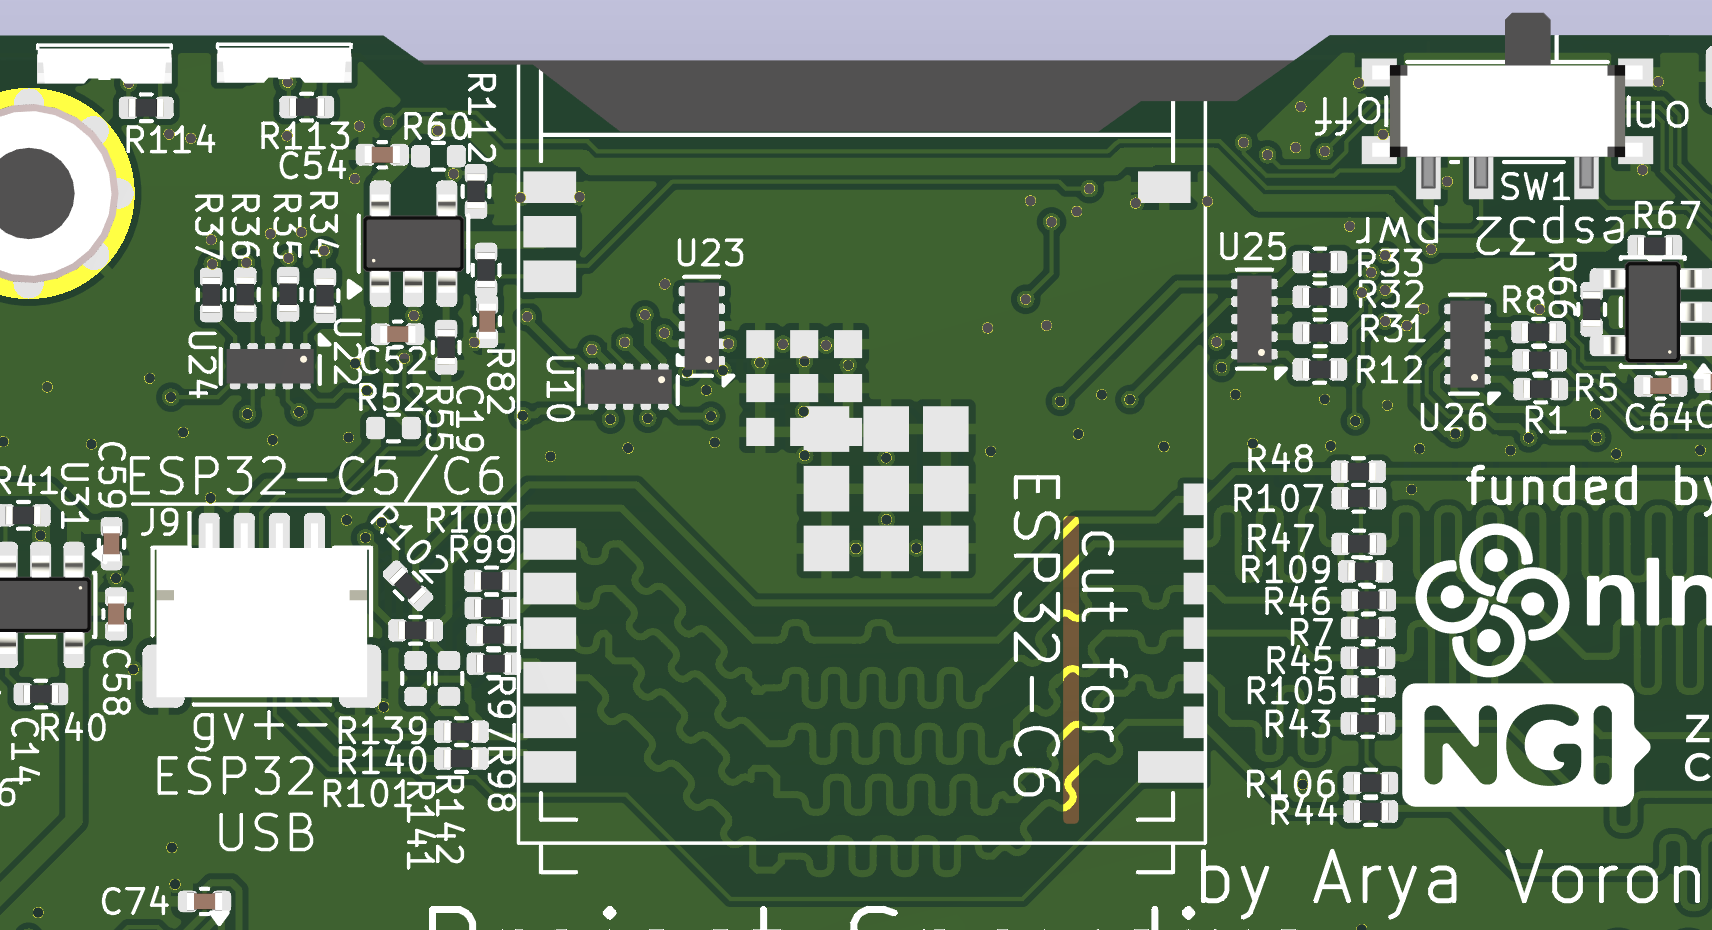 R114
R113
C54
R60
R112
R37
R36
R35
R34
U24
U22
C52
R52
R55
C19
R82
U10
U23
U25
R33
R32
R31
R12
off
on
SW1
esp32 pwr
R67
R66
R8
R5
R1
U26
C64
R41
U31
C59
ESP32-C5/C6
J9
R102
R100
R99
C58
R40
C14
gv+-
ESP32
USB
R139
R140
R101
R141
R142
R97
R98
C74
cut for
ESP32-C6
R48
R107
R47
R109
R46
R7
R45
R105
R43
R106
R44
funded by
nln
NGI
by Arya Voron